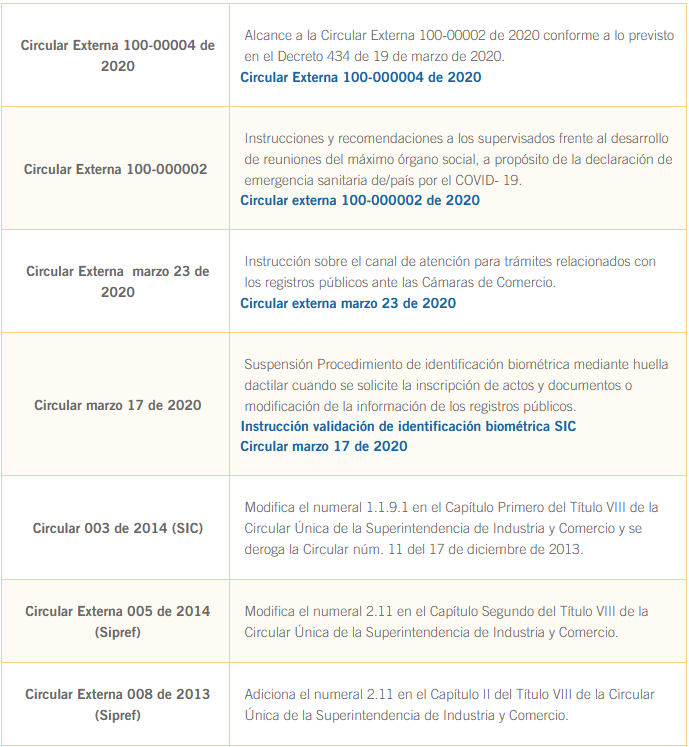 Circular Externa 100-00004 de
2020
Alcance a la Circular Externa 100-00002 de 2020 conforme a lo previsto
en el Decreto 434 de 19 de marzo de 2020.
Circular Externa 100-000004 de 2020
Circular Externa 100-000002
Instrucciones y recomendaciones a los supervisados frente al desarrollo
de reuniones del máximo órgano social, a propósito de la declaración de
emergencia sanitaria de/país por el COVID- 19.
Circular externa 100-000002 de 2020
Circular Externa  marzo 23 de
2020
Instrucción sobre el canal de atención para trámites relacionados con
los registros públicos ante las Cámaras de Comercio.
Circular externa marzo 23 de 2020
Circular marzo 17 de 2020
Suspensión Procedimiento de identificación biométrica mediante huella
dactilar cuando se solicite la inscripción de actos y documentos o
modificación de la información de los registros públicos.
Instrucción validación de identificación biométrica SIC
Circular marzo 17 de 2020
Circular 003 de 2014 (SIC)
Modifica el numeral 1.1.9.1 en el Capítulo Primero del Título VIII de la
Circular Única de la Superintendencia de Industria y Comercio y se
deroga la Circular núm. 11 del 17 de diciembre de 2013.
Circular Externa 005 de 2014
(Sipref)
Modifica el numeral 2.11 en el Capítulo Segundo del Título VIII de la
Circular Única de la Superintendencia de Industria y Comercio.
Circular Externa 008 de 2013
(Sipref)
Adiciona el numeral 2.11 en el Capítulo II del Título VIII de la Circular
Única de la Superintendencia de Industria y Comercio.